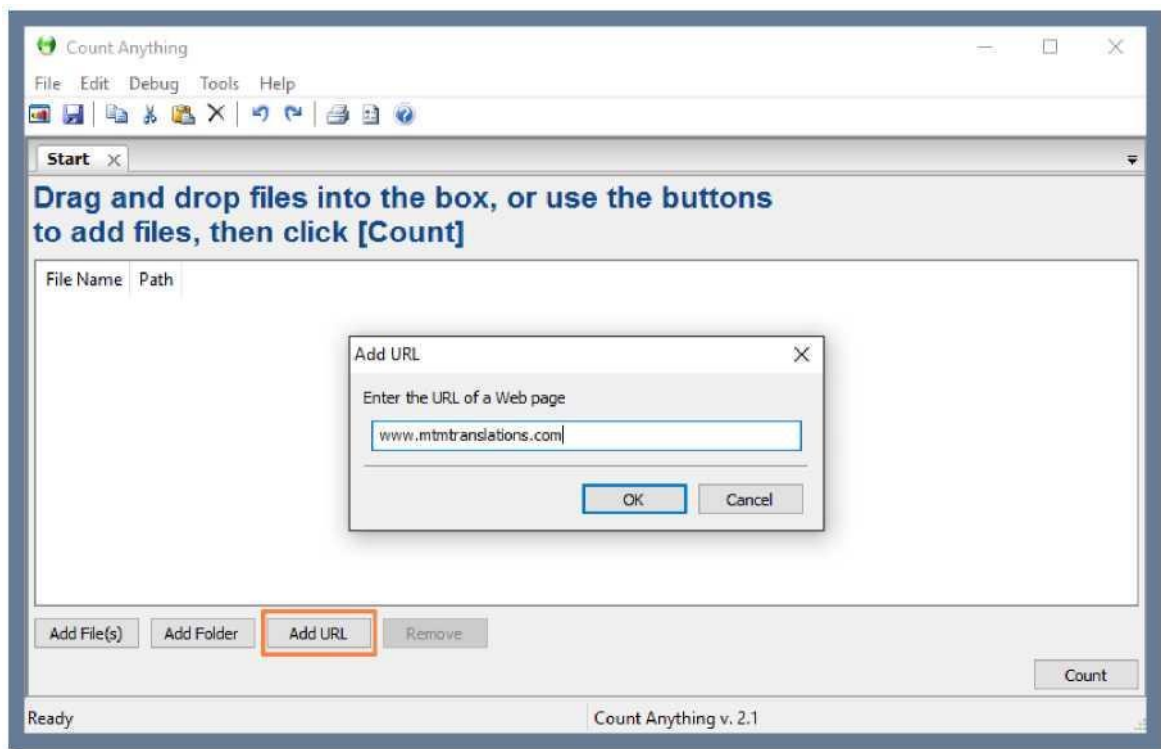 Count Anything
File Edit Debug Tools Help
Start
Drag and drop files into the box, or use the buttons
to add files, then click [Count]
File Name Path
Add URL
Enter the URL of a Web page
www.mtmtranslations.com
OK Cancel
Add File(s) Add Folder Add URL Remove
Count
Ready Count Anything v. 2.1